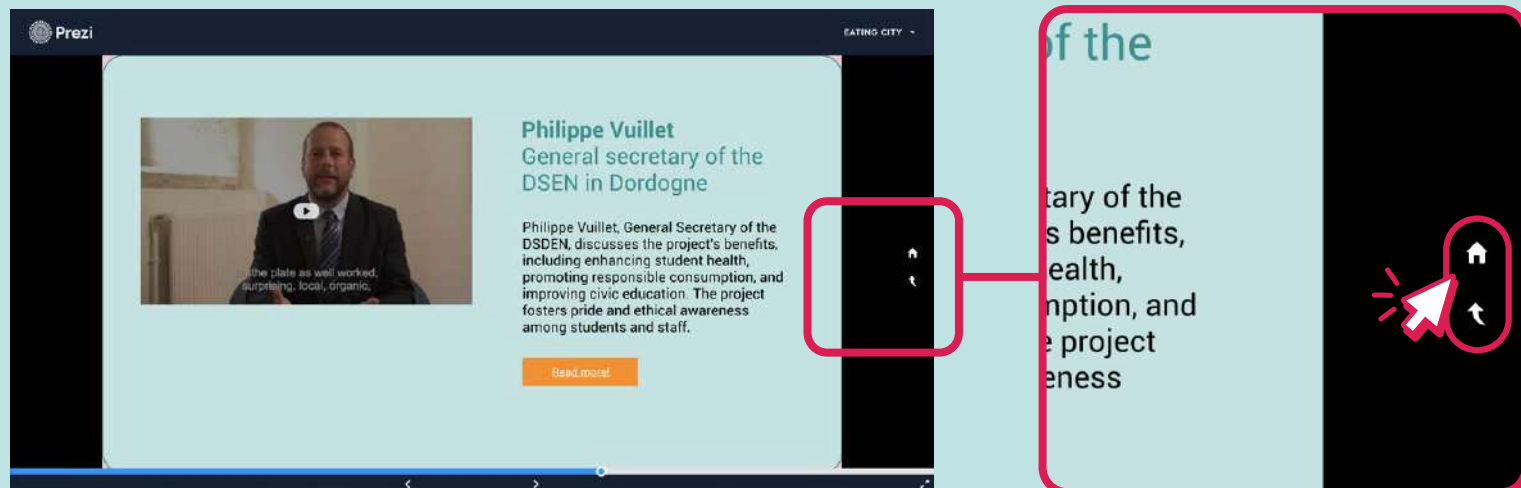 Prezi
EATING CITY
Philippe Vuillet
General secretary of the
DSEN in Dordogne
Philippe Vuillet, General Secretary of the
DSDEN, discusses the project's benefits,
including enhancing student health,
promoting responsible consumption, and
improving civic education. The project
fosters pride and ethical awareness
among students and staff.
Read more!
the plate as well worked,
surprising, local, organic,
of the
tary of the
s benefits,
ealth,
mption, and
e project
eness